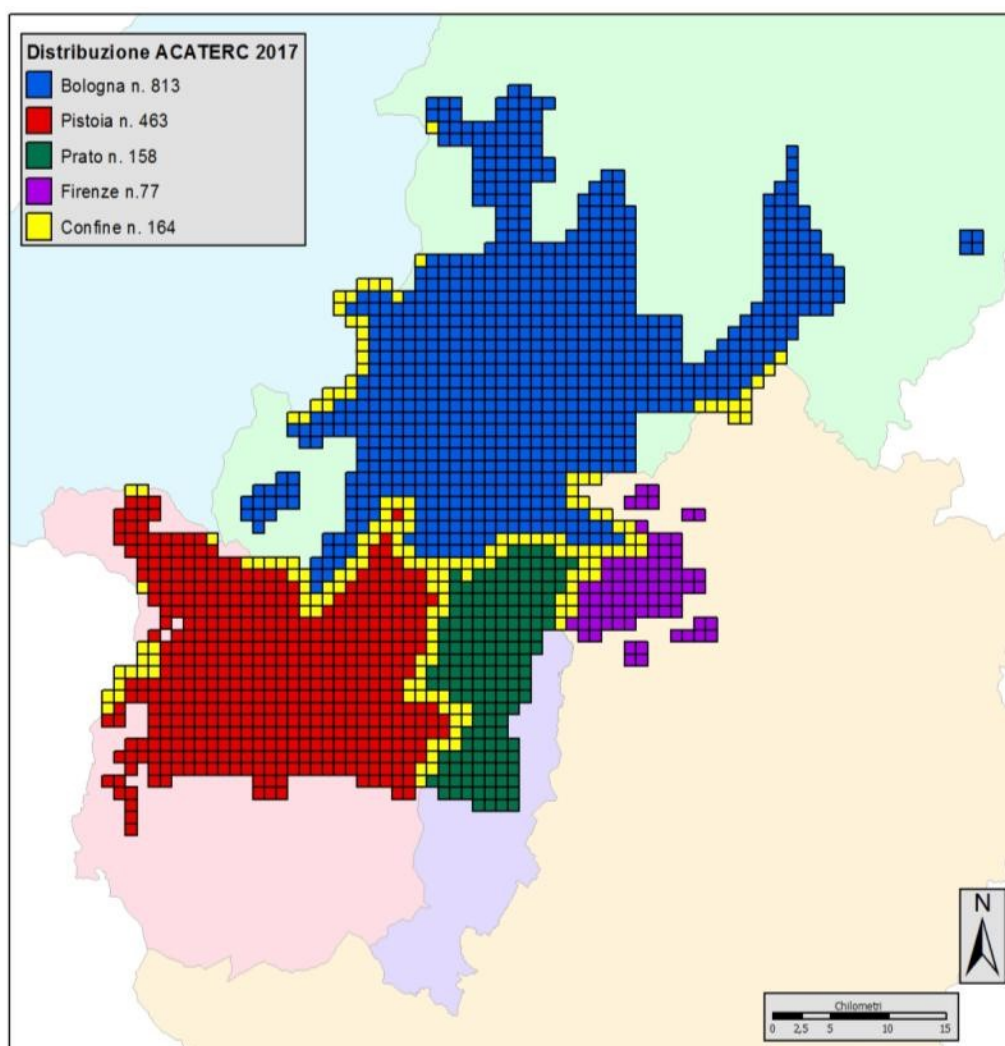 Distribuzione ACATERC 2017
Bologna n. 813
Pistoia n. 463
Prato n. 158
Firenze n.77
Confine n. 164
N
Chilometri
0 2,5 5 10 15